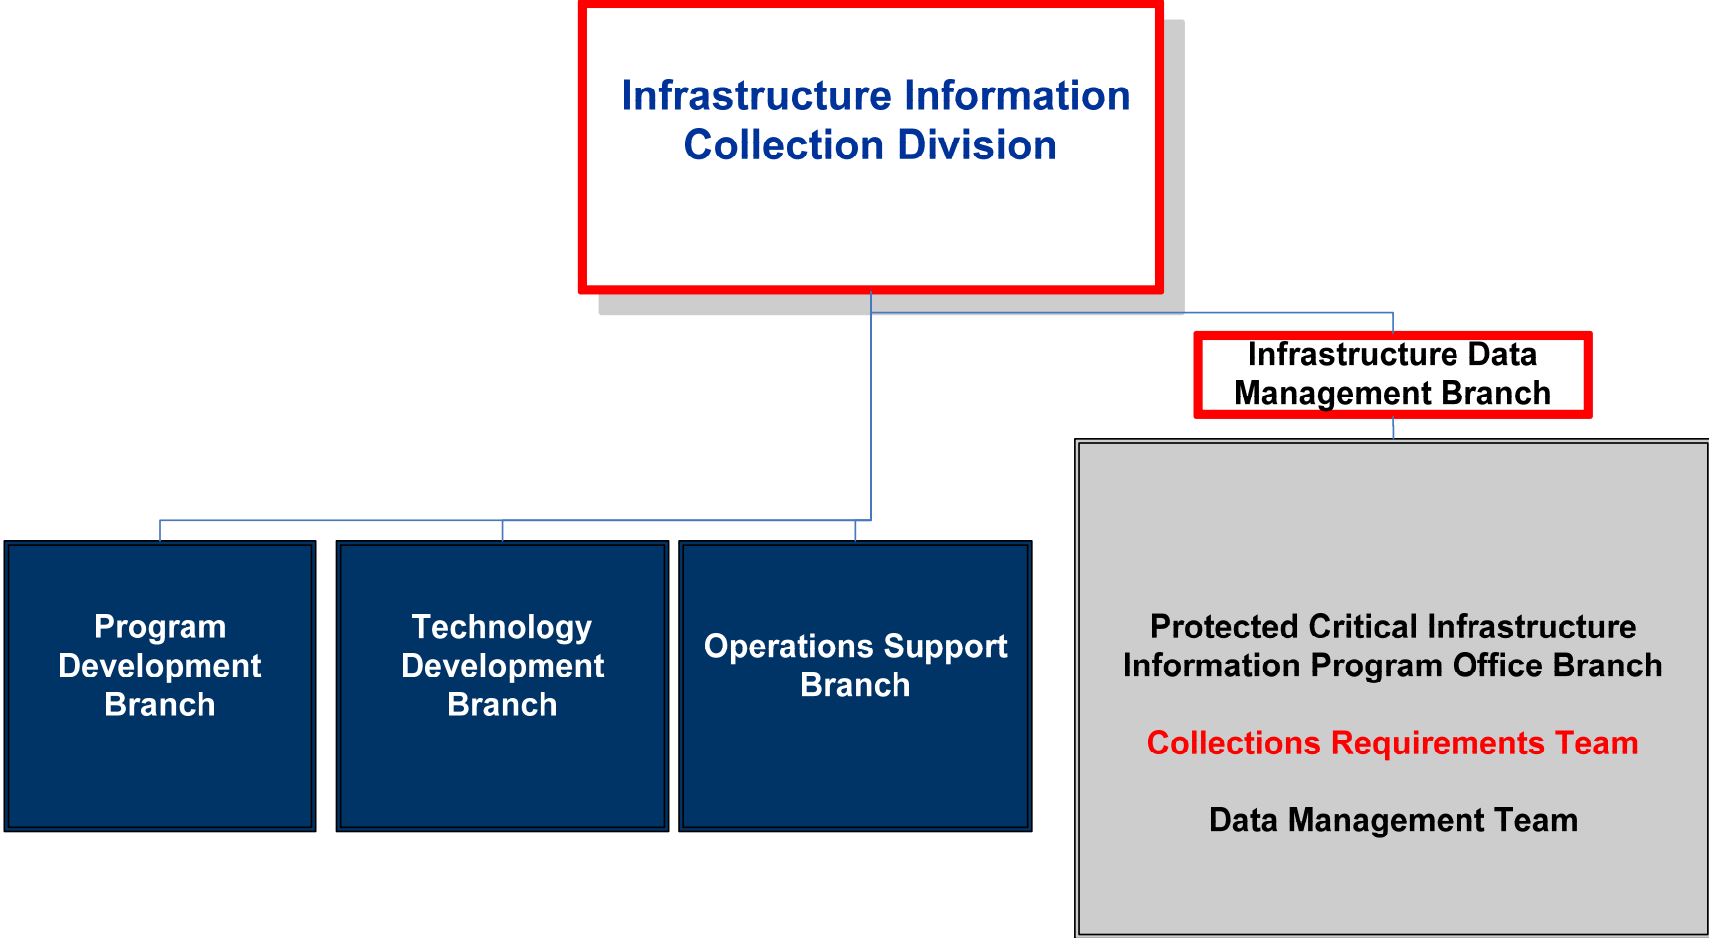 Infrastructure Information
Collection Division
Infrastructure Data
Management Branch
Program
Development
Branch
Technology
Development
Branch
Operations Support
Branch
Protected Critical Infrastructure
Information Program Office Branch
Collections Requirements Team
Data Management Team